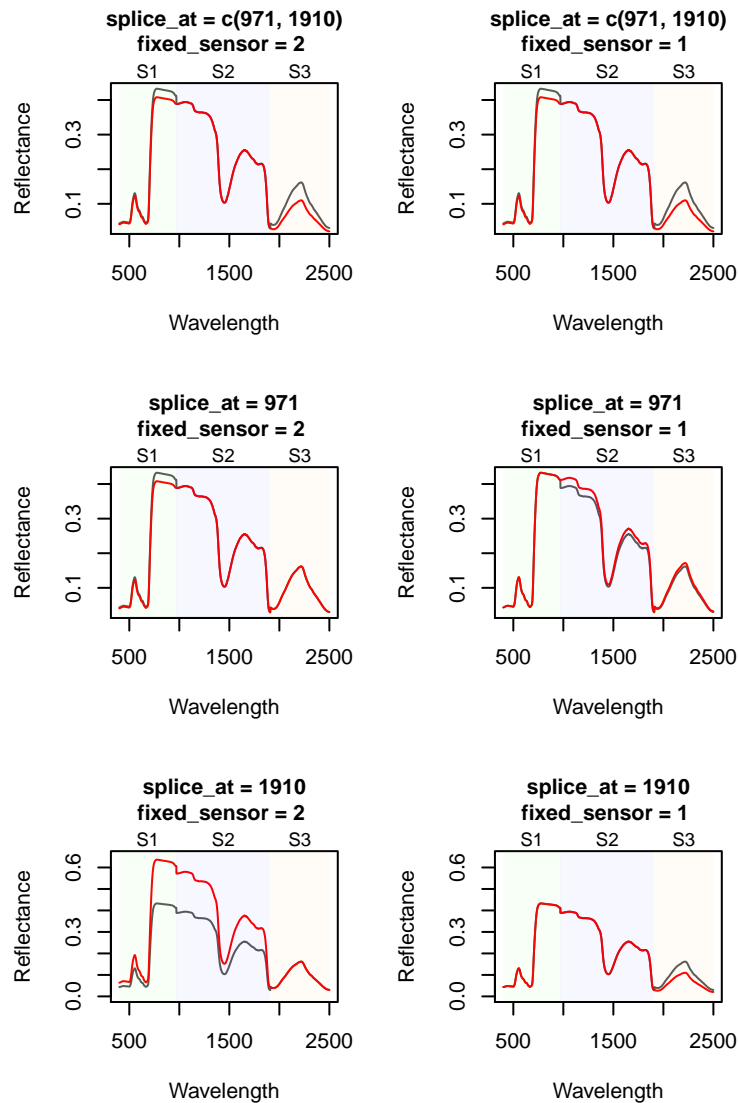 splice_at = c(971, 1910)
fixed_sensor = 2
S1 S2 S3
Reflectance
0.1 0.3
500 1500 2500
Wavelength
splice_at = c(971, 1910)
fixed_sensor = 1
S1 S2 S3
Reflectance
0.1 0.3
500 1500 2500
Wavelength
splice_at = 971
fixed_sensor = 2
S1 S2 S3
Reflectance
0.1 0.3
500 1500 2500
Wavelength
splice_at = 971
fixed_sensor = 1
S1 S2 S3
Reflectance
0.1 0.3
500 1500 2500
Wavelength
splice_at = 1910
fixed_sensor = 2
S1 S2 S3
Reflectance
0.0 0.3 0.6
500 1500 2500
Wavelength
splice_at = 1910
fixed_sensor = 1
S1 S2 S3
Reflectance
0.0 0.3 0.6
500 1500 2500
Wavelength